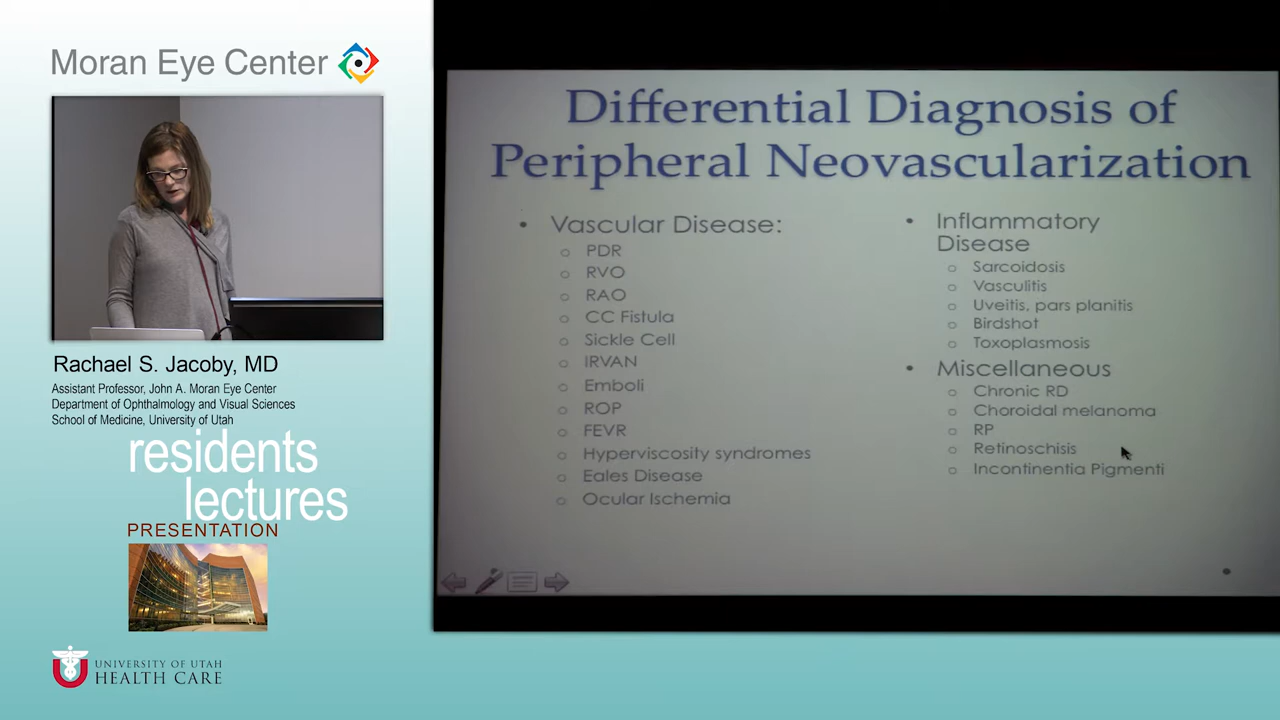 Moran Eye Center
Rachael S. Jacoby, MD
Assistant Professor, John A. Moran Eye Center
Department of Ophthalmology and Visual Sciences
School of Medicine, University of Utah
residents
lectures
PRESENTATION
UNIVERSITY OF UTAH
HEALTH CARE
Differential Diagnosis of
Peripheral Neovascularization
• Vascular Disease:
o PDR
o RVO
o RAO
o CC Fistula
o Sickle Cell
o IRVAN
o Emboli
o ROP
o FEVR
o Hyperviscosity syndromes
o Eales Disease
o Ocular Ischemia
• Inflammatory
Disease
o Sarcoidosis
o Vasculitis
o Uveitis, pars planitis
o Birdshot
o Toxoplasmosis
• Miscellaneous
o Chronic RD
o Choroidal melanoma
o RP
o Retinoschisis
o Incontinentia Pigmenti